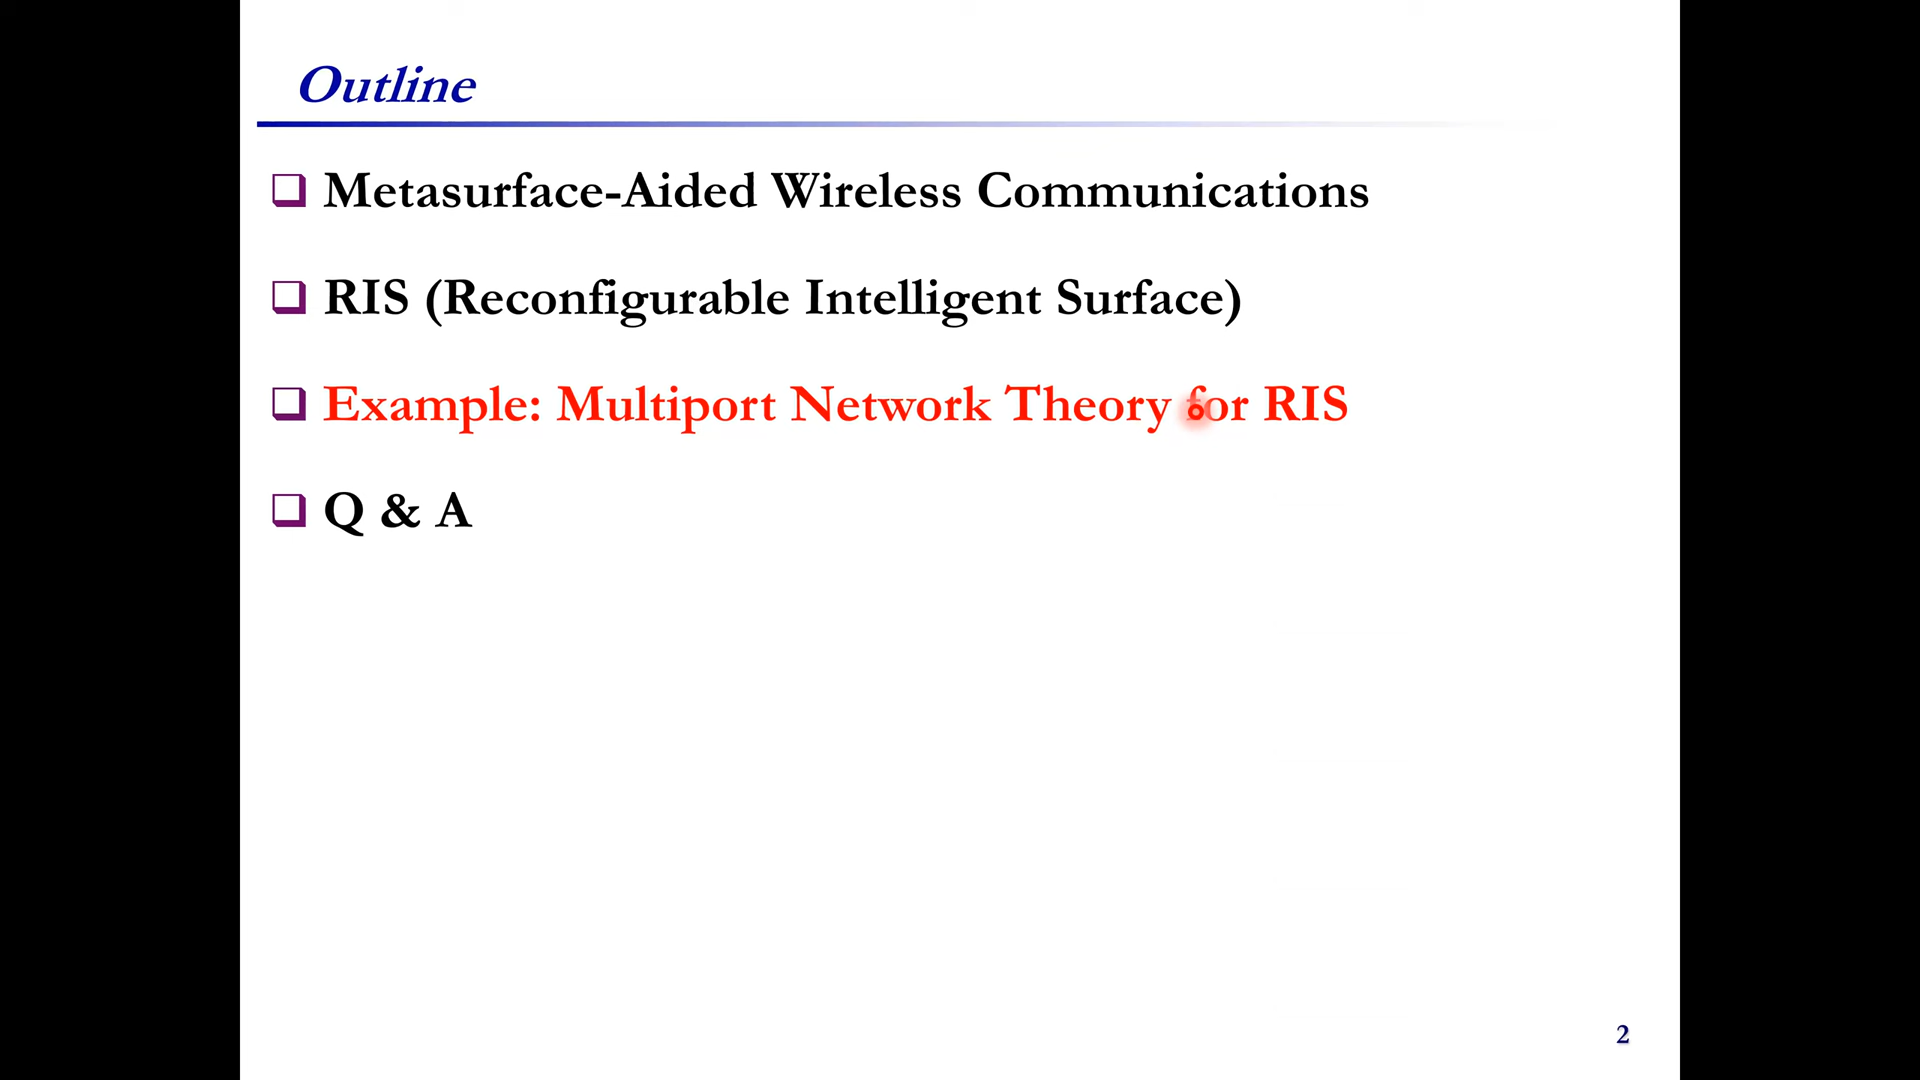 Outline
Metasurface-Aided Wireless Communications
RIS (Reconfigurable Intelligent Surface)
Example: Multiport Network Theory for RIS
Q & A
2